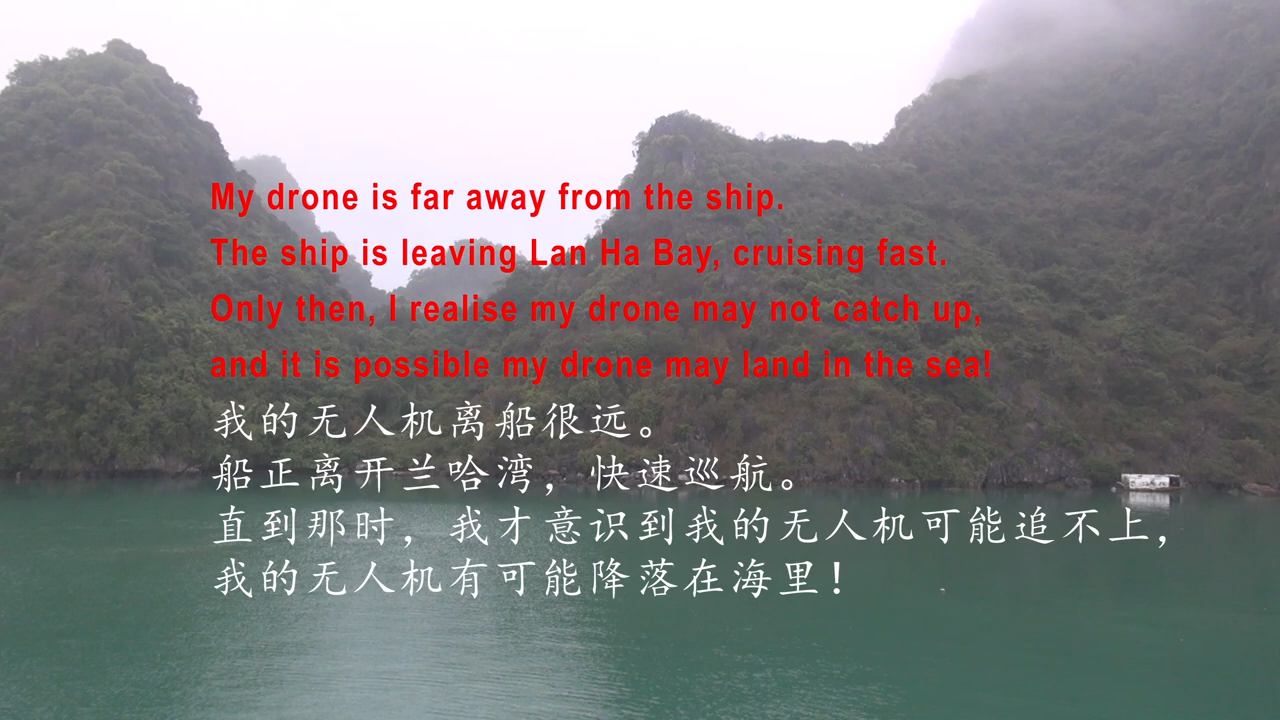 My drone is far away from the ship.
The ship is leaving Lan Ha Bay, cruising fast.
Only then, I realise my drone may not catch up,
and it is possible my drone may land in the sea!
我的无人机离船很远。
船正离开兰哈湾，快速巡航。
直到那时，我才意识到我的无人机可能追不上，
我的无人机有可能降落在海里！